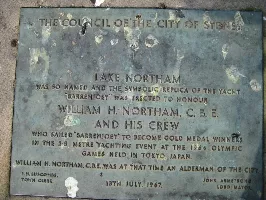 THE COUNCIL OF THE CITY OF SYDNEY
LAKE NORTHAM
WAS SO NAMED AND THE SYMBOLIC REPLICA OF THE YACHT
"BARRENJOEY" WAS ERECTED TO HONOUR
WILLIAM H. NORTHAM, C.B.E.
AND HIS CREW
WHO SAILED "BARRENJOEY" TO BECOME GOLD MEDAL WINNERS
IN THE 5.5 METRE YACHTING EVENT AT THE 1964 OLYMPIC
GAMES HELD IN TOKYO JAPAN.
WILLIAM H. NORTHAM, C.B.E. WAS AT THAT TIME AN ALDERMAN OF THE CITY
JOHN ARMSTRONG
TOWN CLERK
LORD MAYOR
18TH JULY, 1967